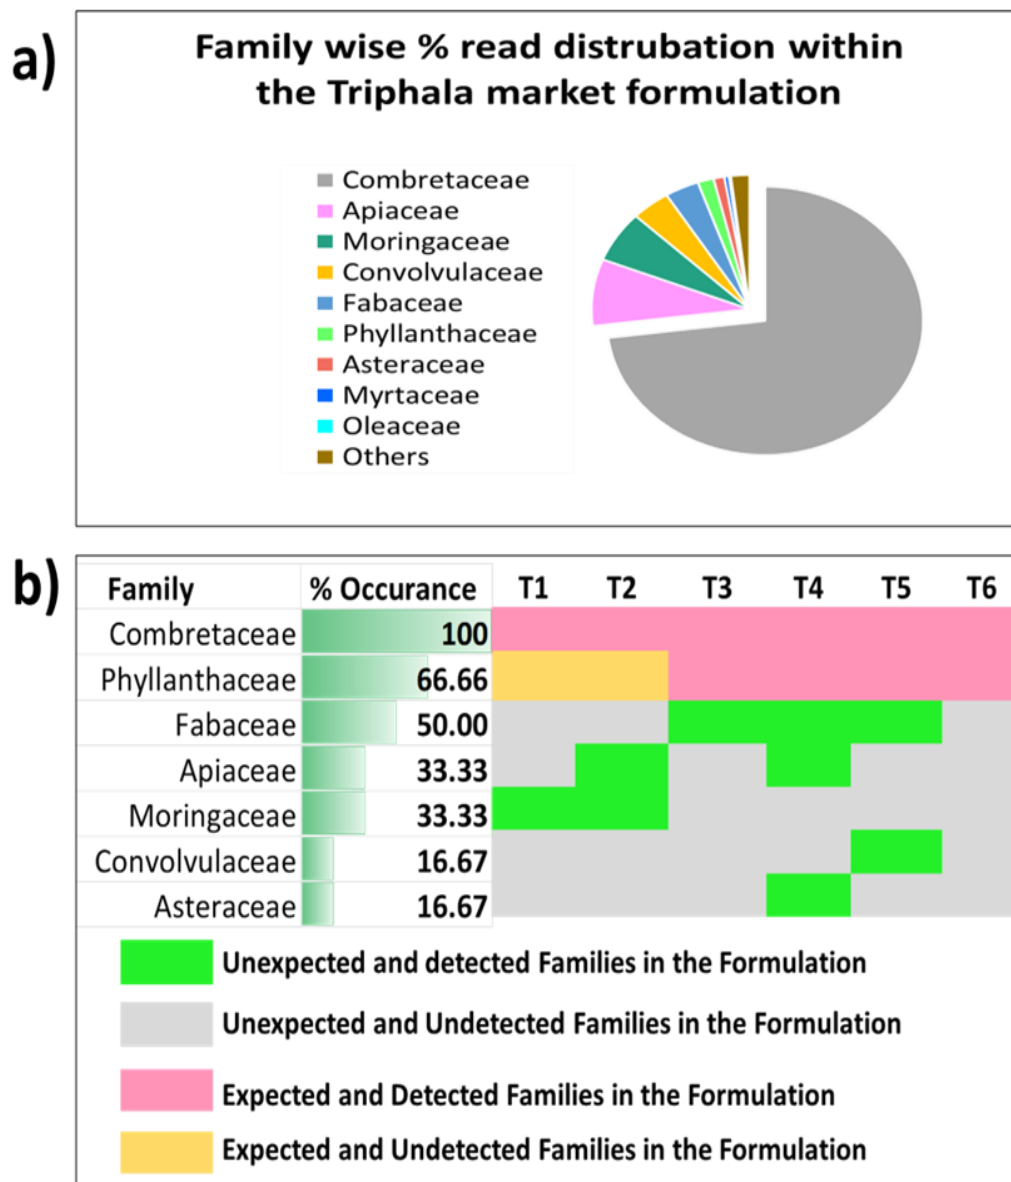 a)
Family wise % read distrubation within
the Triphala market formulation
Combretaceae
Apiaceae
Moringaceae
Convolvulaceae
Fabaceae
Phyllanthaceae
Asteraceae
Myrtaceae
Oleaceae
Others
b)
Family % Occurance T1 T2 T3 T4 T5 T6
Combretaceae 100
Phyllanthaceae 66.66
Fabaceae 50.00
Apiaceae 33.33
Moringaceae 33.33
Convolvulaceae 16.67
Asteraceae 16.67
Unexpected and detected Families in the Formulation
Unexpected and Undetected Families in the Formulation
Expected and Detected Families in the Formulation
Expected and Undetected Families in the Formulation